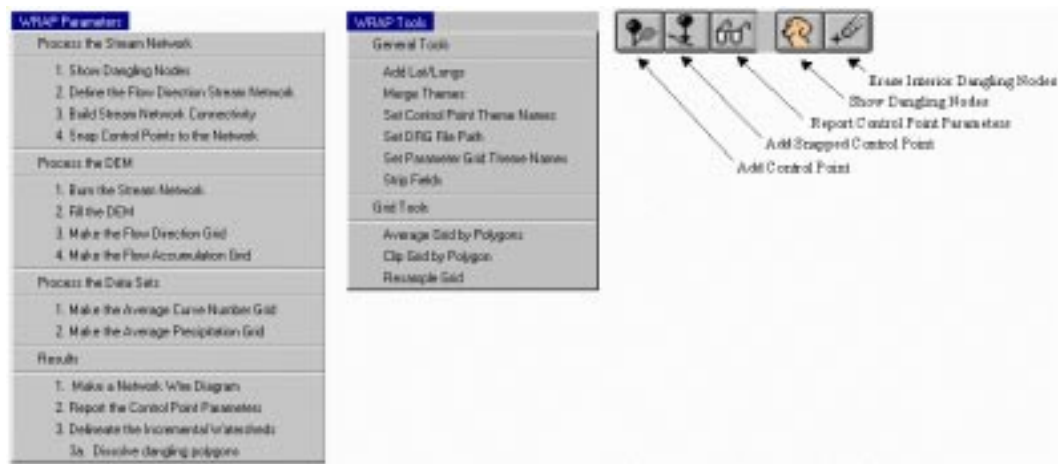 WRAP Parameters
Process the Stream Network
1. Show Dangling Nodes
2. Define the Flow Direction Stream Network
3. Build Stream Network Connectivity
4. Snap Control Points to the Network
Process the DEM
1. Burn the Stream Network
2. Fill the DEM
3. Make the Flow Direction Grid
4. Make the Flow Accumulation Grid
Process the Data Sets
1. Make the Average Curve Number Grid
2. Make the Average Precipitation Grid
Results
1. Make a Network Wire Diagram
2. Report the Control Point Parameters
3. Delineate the Incremental Watersheds
3a. Dissolve dangling polygons
WRAP Tools
General Tools
Add Lat/Longs
Merge Themes
Set Control Point Theme Names
Set DRG File Path
Set Parameter Grid Theme Names
Strip Fields
Grid Tools
Average Grid by Polygons
Clip Grid by Polygon
Resample Grid
Erase Interior Dangling Nodes
Show Dangling Nodes
Report Control Point Parameters
Add Snapped Control Point
Add Control Point